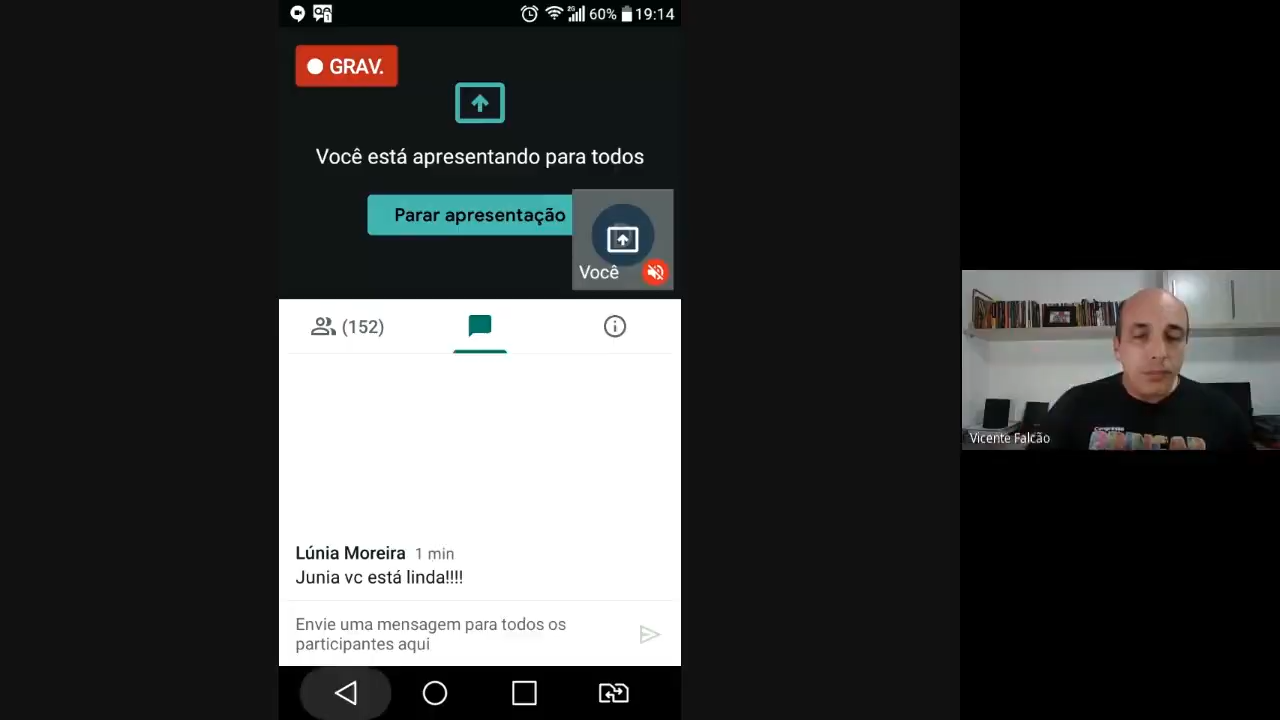 60% 19:14
GRAV.
Você está apresentando para todos
Parar apresentação
Você
(152)
Lúnia Moreira 1 min
Junia vc está linda!!!!
Envie uma mensagem para todos os
participantes aqui
Vicente Falcão